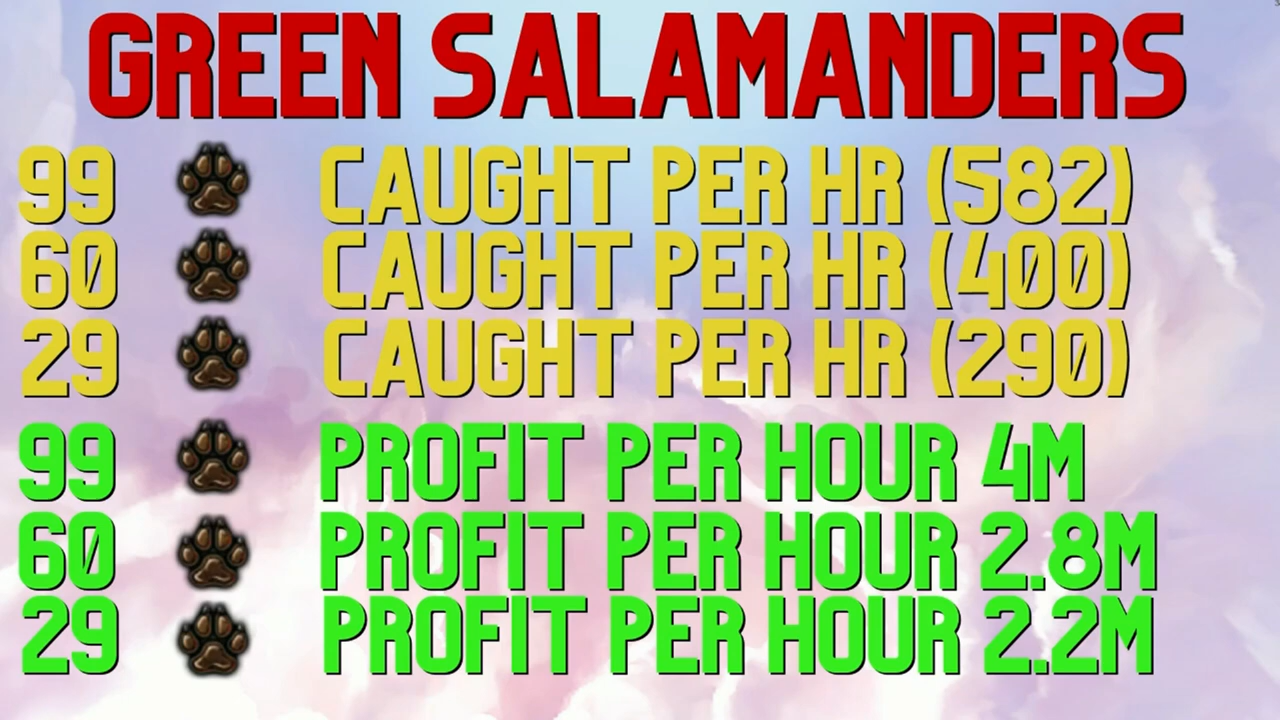 GREEN SALAMANDERS
99 CAUGHT PER HR (582)
60 CAUGHT PER HR (400)
29 CAUGHT PER HR (290)
99 PROFIT PER HOUR 4M
60 PROFIT PER HOUR 2.8M
29 PROFIT PER HOUR 2.2M